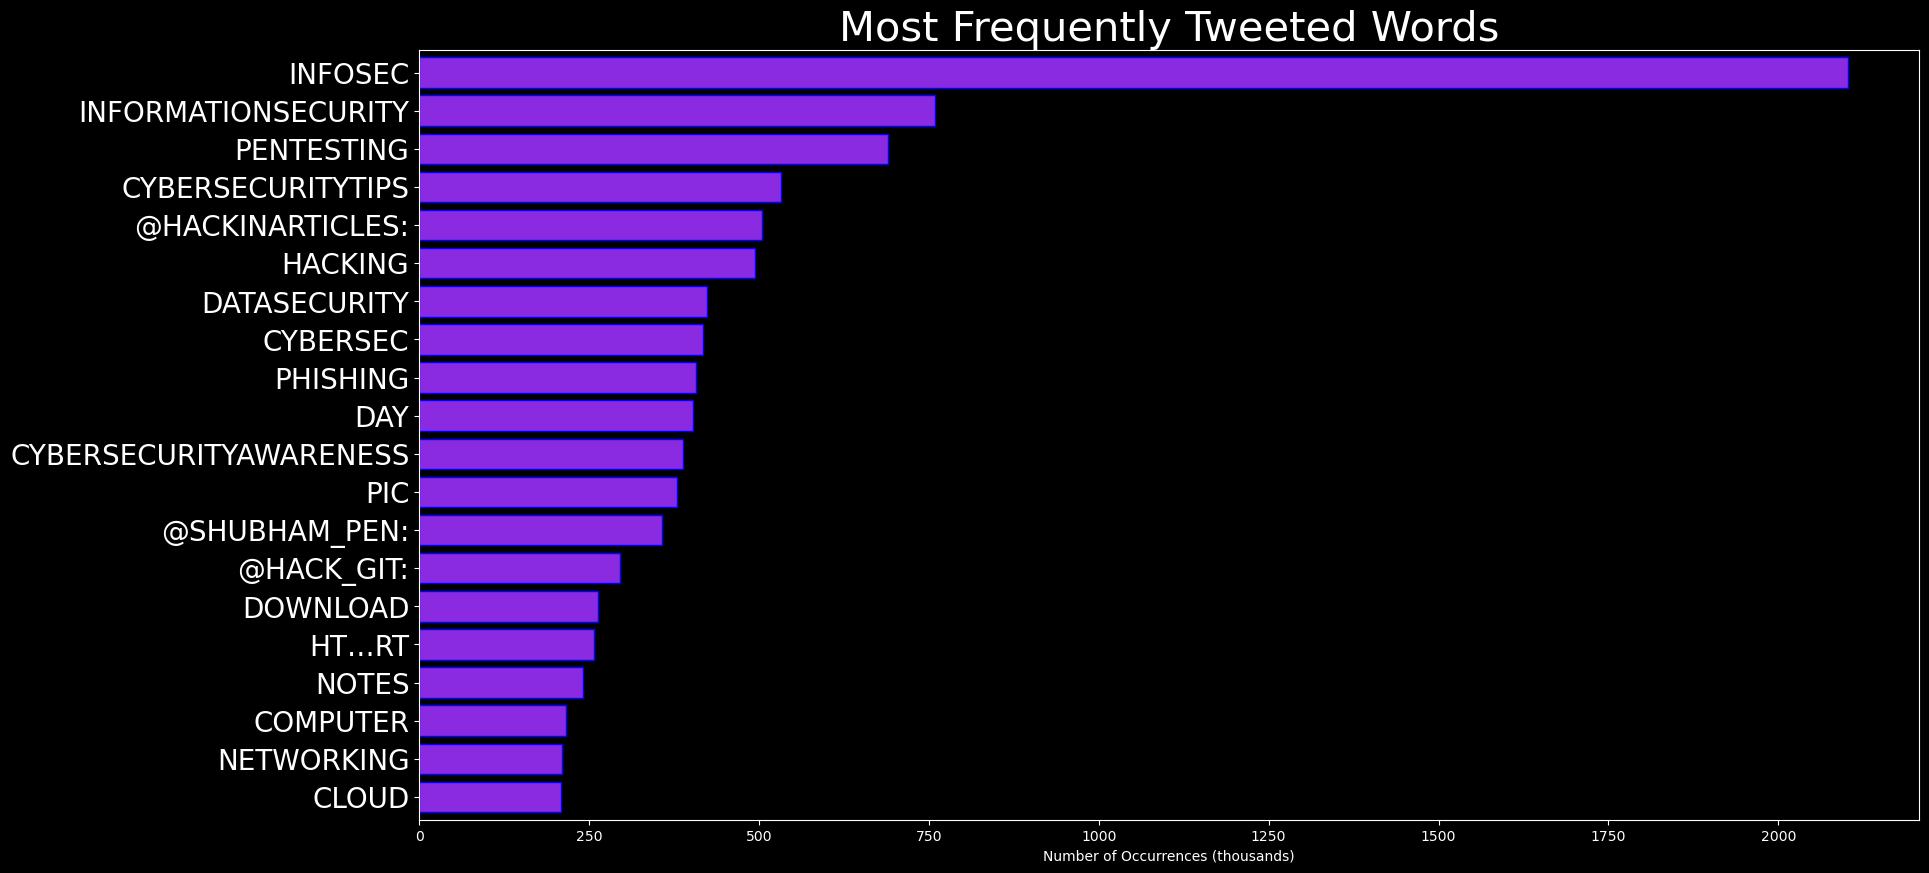 Most Frequently Tweeted Words
INFOSEC
INFORMATIONSECURITY
PENTESTING
CYBERSECURITYTIPS
@HACKINARTICLES:
HACKING
DATASECURITY
CYBERSEC
PHISHING
DAY
CYBERSECURITYAWARENESS
PIC
@SHUBHAM_PEN:
@HACK_GIT:
DOWNLOAD
HT…RT
NOTES
COMPUTER
NETWORKING
CLOUD
0 250 500 750 1000 1250 1500 1750 2000
Number of Occurrences (thousands)